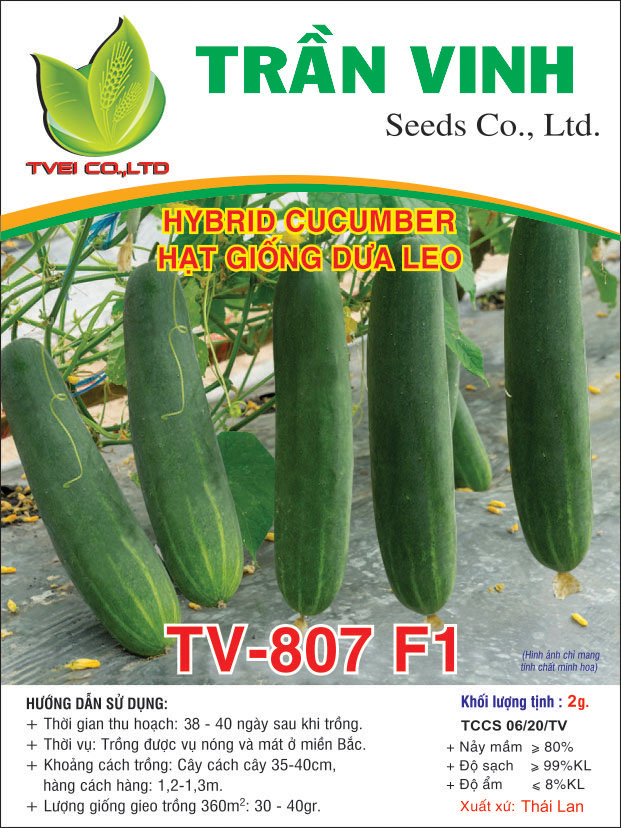 TRẦN VINH
Seeds Co., Ltd.
TVEI CO.,LTD
HYBRID CUCUMBER
HẠT GIỐNG DƯA LEO
TV-807 F1
(Hình ảnh chỉ mang
tính chất minh hoạ)
HƯỚNG DẪN SỬ DỤNG:
+ Thời gian thu hoạch: 38 - 40 ngày sau khi trồng.
+ Thời vụ: Trồng được vụ nóng và mát ở miền Bắc.
+ Khoảng cách trồng: Cây cách cây 35-40cm,
hàng cách hàng: 1,2-1,3m.
+ Lượng giống gieo trồng 360m²: 30 - 40gr.
Khối lượng tịnh : 2g.
TCCS 06/20/TV
+ Nảy mầm ⩾ 80%
+ Độ sạch ⩾ 99%KL
+ Độ ẩm ⩽ 8%KL
Xuất xứ: Thái Lan